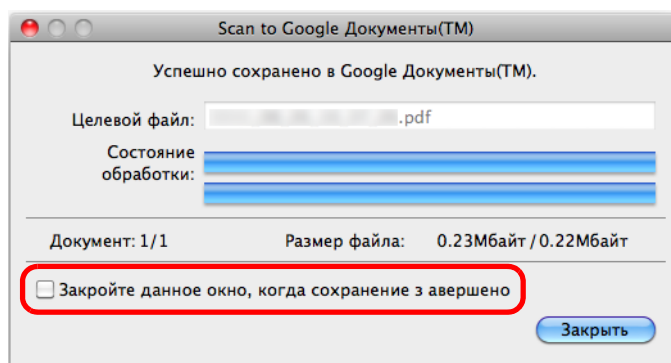 Scan to Google Документы(TM)
Успешно сохранено в Google Документы(TM).
Целевой файл: .pdf
Состояние
обработки:
Документ: 1/1 Размер файла: 0.23Мбайт / 0.22Мбайт
Закройте данное окно, когда сохранение з авершено
Закрыть